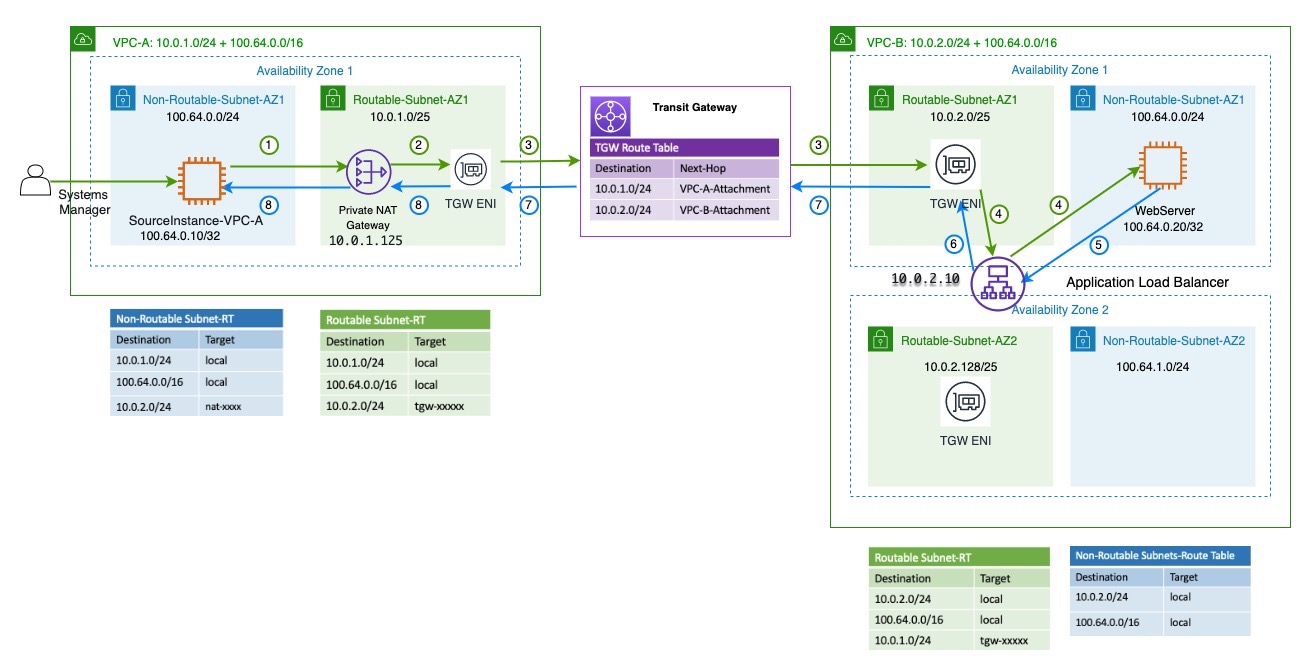 VPC-A: 10.0.1.0/24 + 100.64.0.0/16
Availability Zone 1
Non-Routable-Subnet-AZ1
100.64.0.0/24
Routable-Subnet-AZ1
10.0.1.0/25
1
2
3
8
8
7
Systems
Manager
SourceInstance-VPC-A
100.64.0.10/32
Private NAT
Gateway
10.0.1.125
TGW ENI
Non-Routable Subnet-RT
Destination Target
10.0.1.0/24 local
100.64.0.0/16 local
10.0.2.0/24 nat-xxxx
Routable Subnet-RT
Destination Target
10.0.1.0/24 local
100.64.0.0/16 local
10.0.2.0/24 tgw-xxxxx
Transit Gateway
TGW Route Table
Destination Next-Hop
10.0.1.0/24 VPC-A-Attachment
10.0.2.0/24 VPC-B-Attachment
3
7
VPC-B: 10.0.2.0/24 + 100.64.0.0/16
Availability Zone 1
Routable-Subnet-AZ1
10.0.2.0/25
TGW ENI
Non-Routable-Subnet-AZ1
100.64.0.0/24
WebServer
100.64.0.20/32
4
4
6
5
10.0.2.10
Application Load Balancer
Availability Zone 2
Routable-Subnet-AZ2
10.0.2.128/25
TGW ENI
Non-Routable-Subnet-AZ2
100.64.1.0/24
Routable Subnet-RT
Destination Target
10.0.2.0/24 local
100.64.0.0/16 local
10.0.1.0/24 tgw-xxxxx
Non-Routable Subnets-Route Table
Destination Target
10.0.2.0/24 local
100.64.0.0/16 local